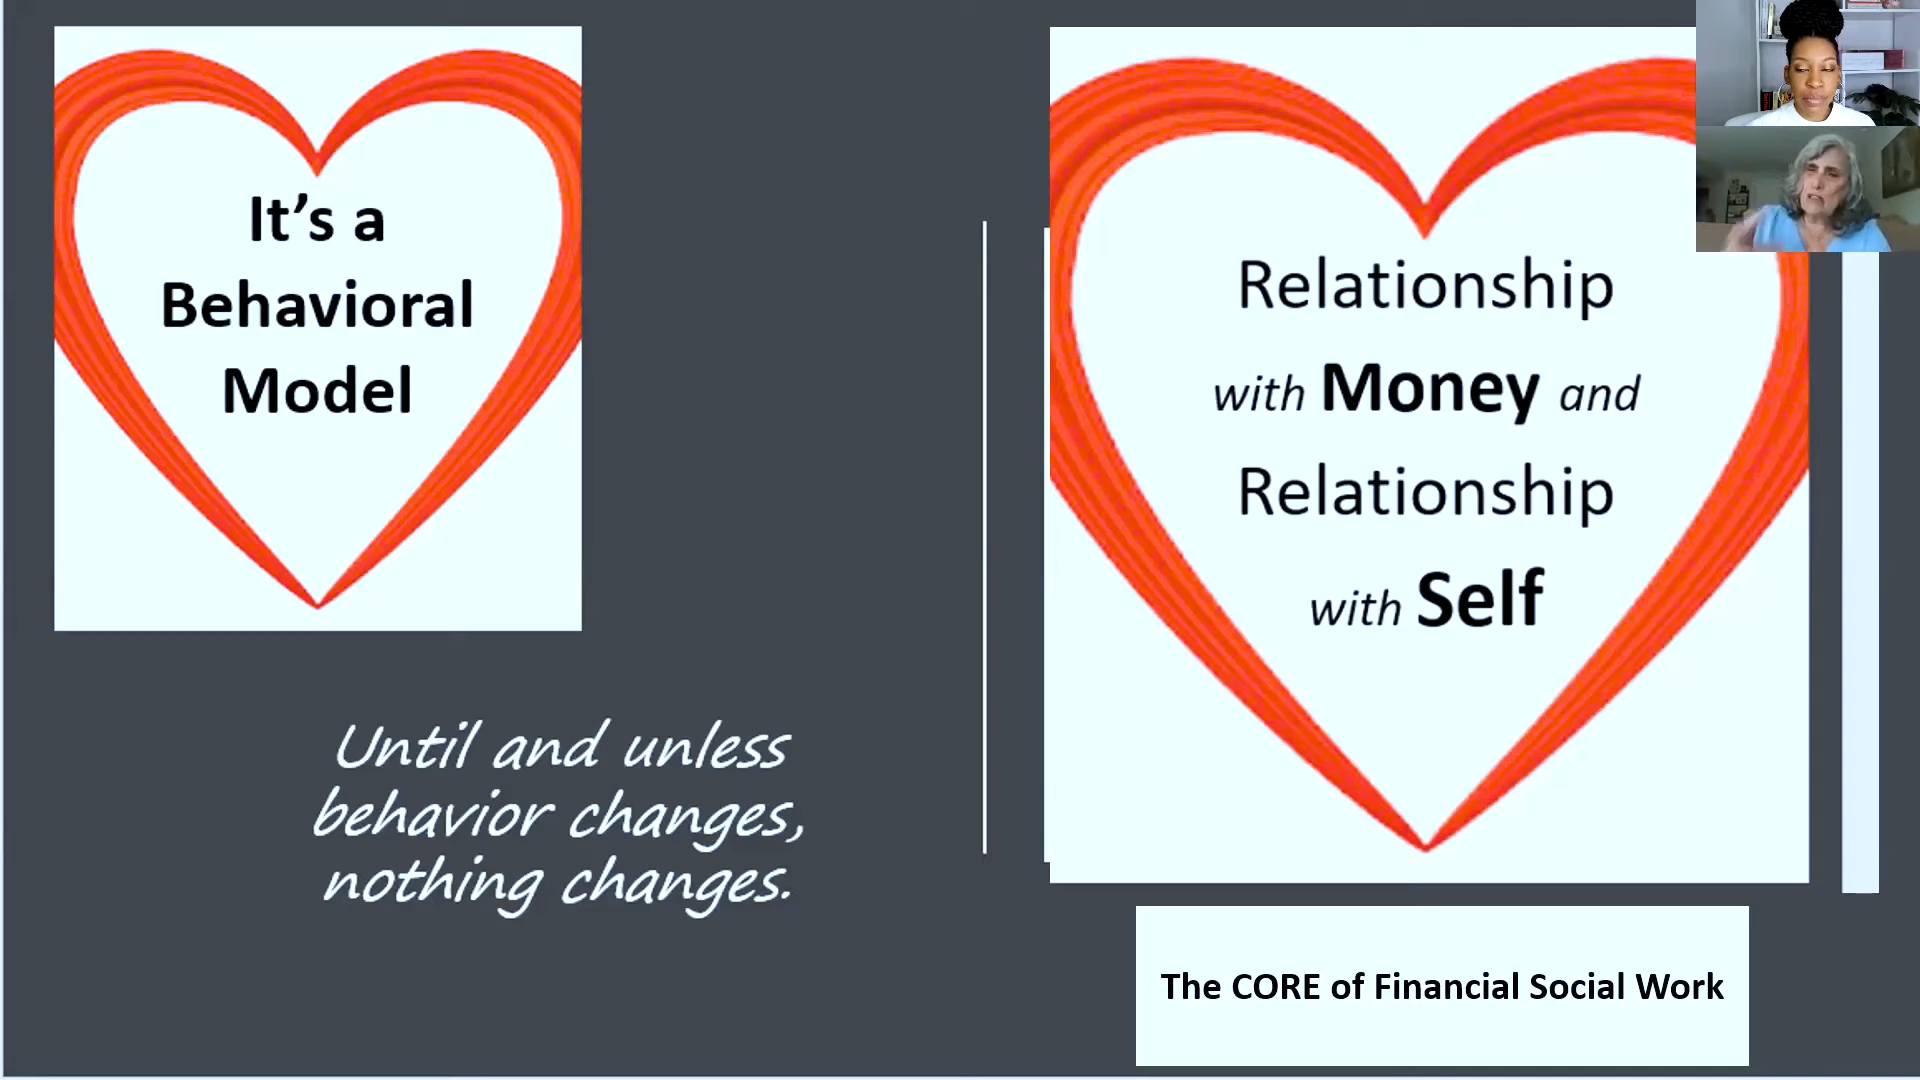 It’s a
Behavioral
Model
Until and unless
behavior changes,
nothing changes.
Relationship
with Money and
Relationship
with Self
The CORE of Financial Social Work